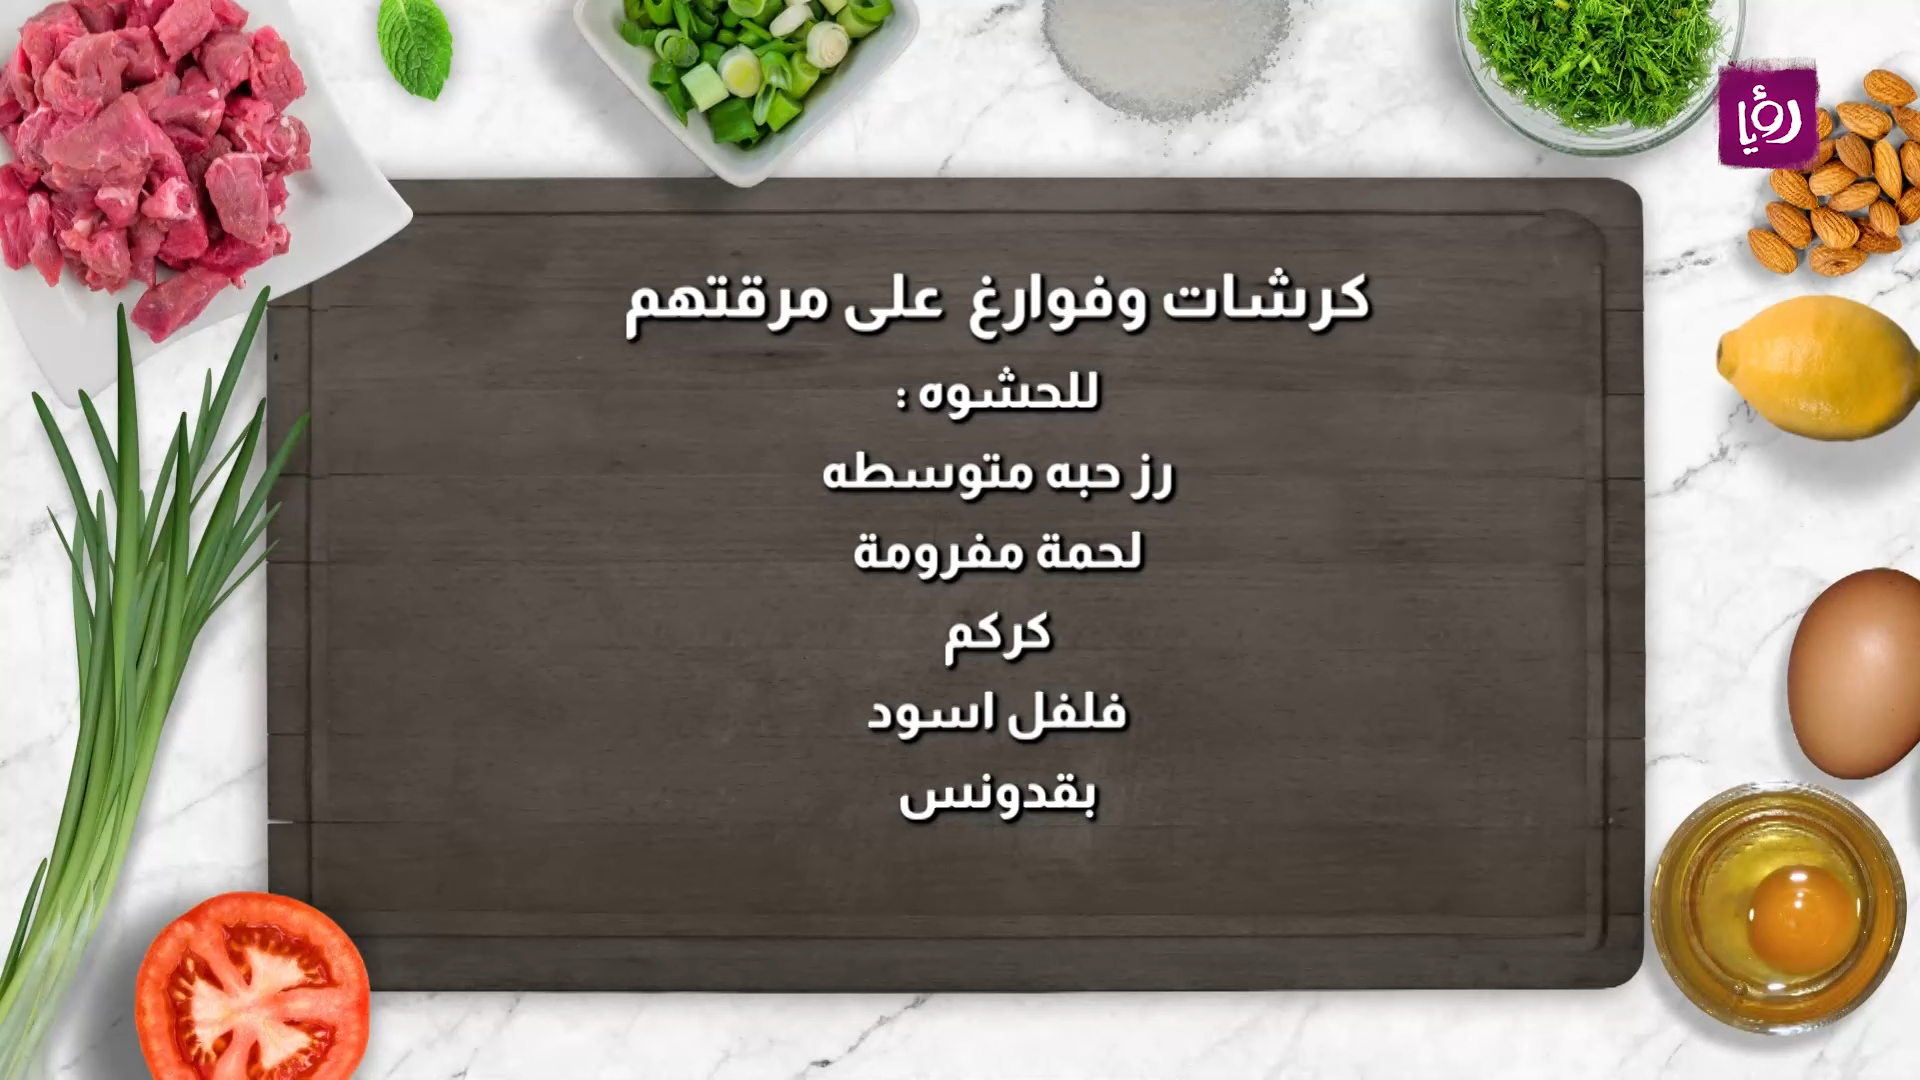 رؤيا
كرشات وفوارغ على مرقتهم
للحشوه :
رز حبه متوسطه
لحمة مفرومة
كركم
فلفل اسود
بقدونس